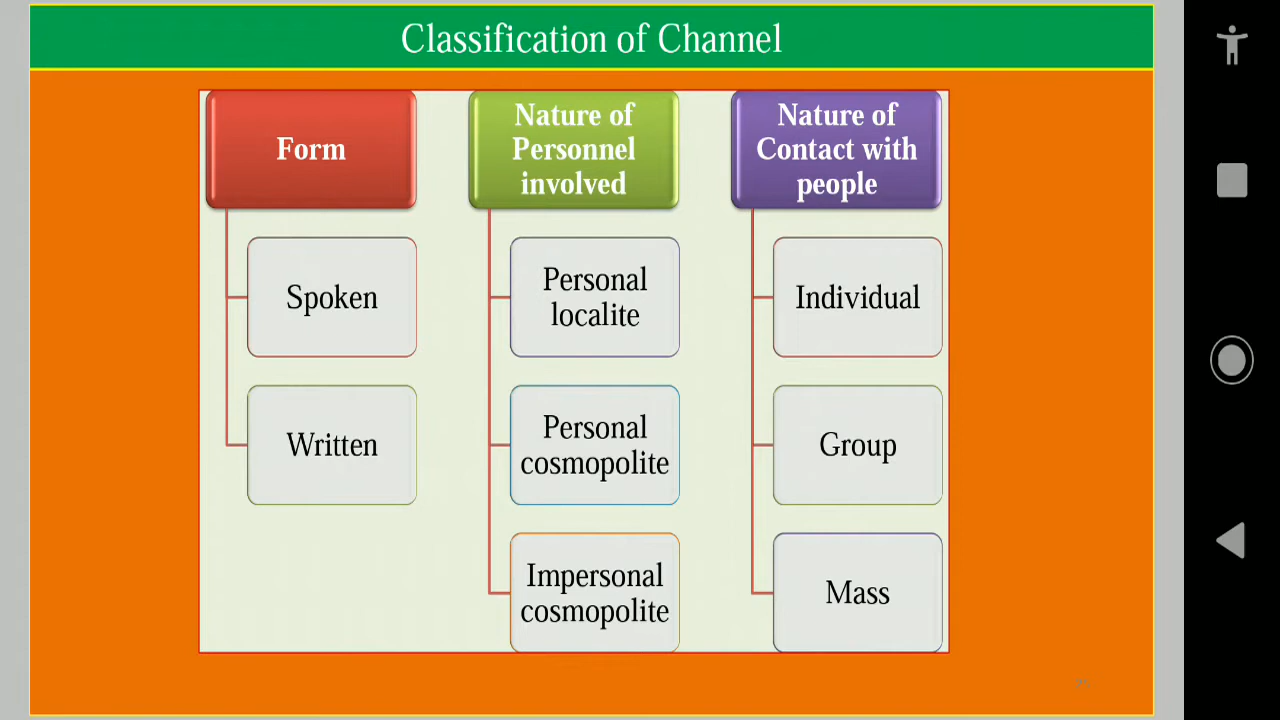 Classification of Channel
Form
Spoken
Written
Nature of
Personnel
involved
Personal
localite
Personal
cosmopolite
Impersonal
cosmopolite
Nature of
Contact with
people
Individual
Group
Mass